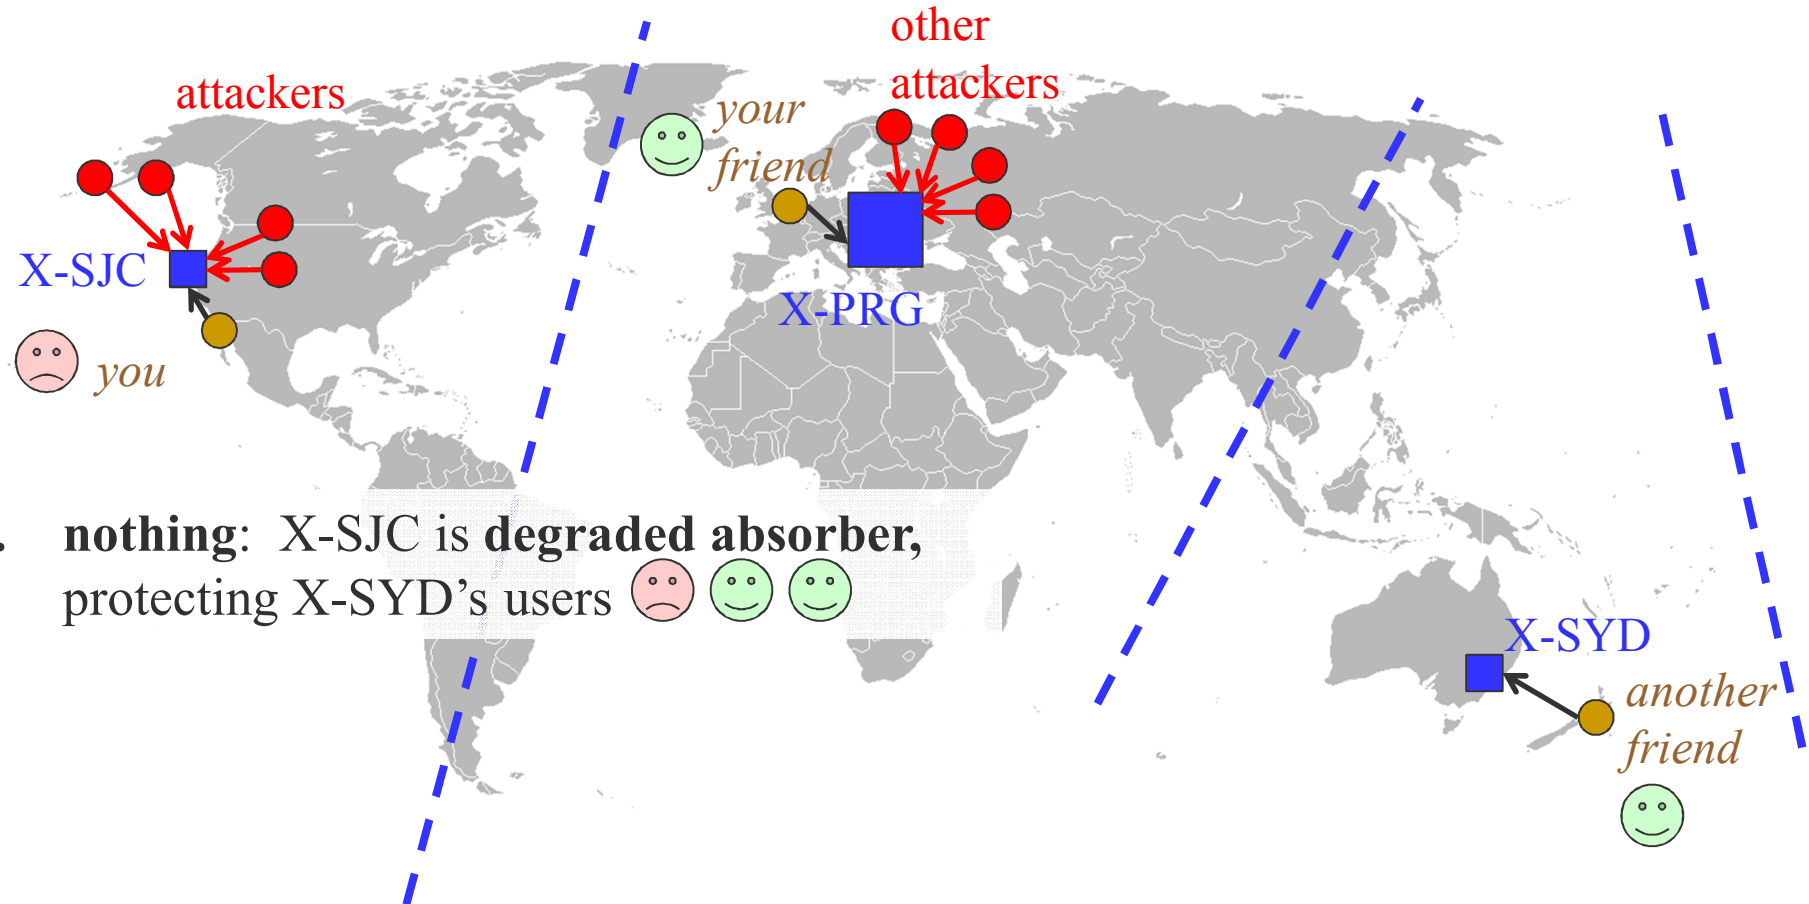 other
attackers
attackers
your
friend
X-SJC
X-PRG
you
. nothing: X-SJC is degraded absorber,
protecting X-SYD’s users
X-SYD
another
friend